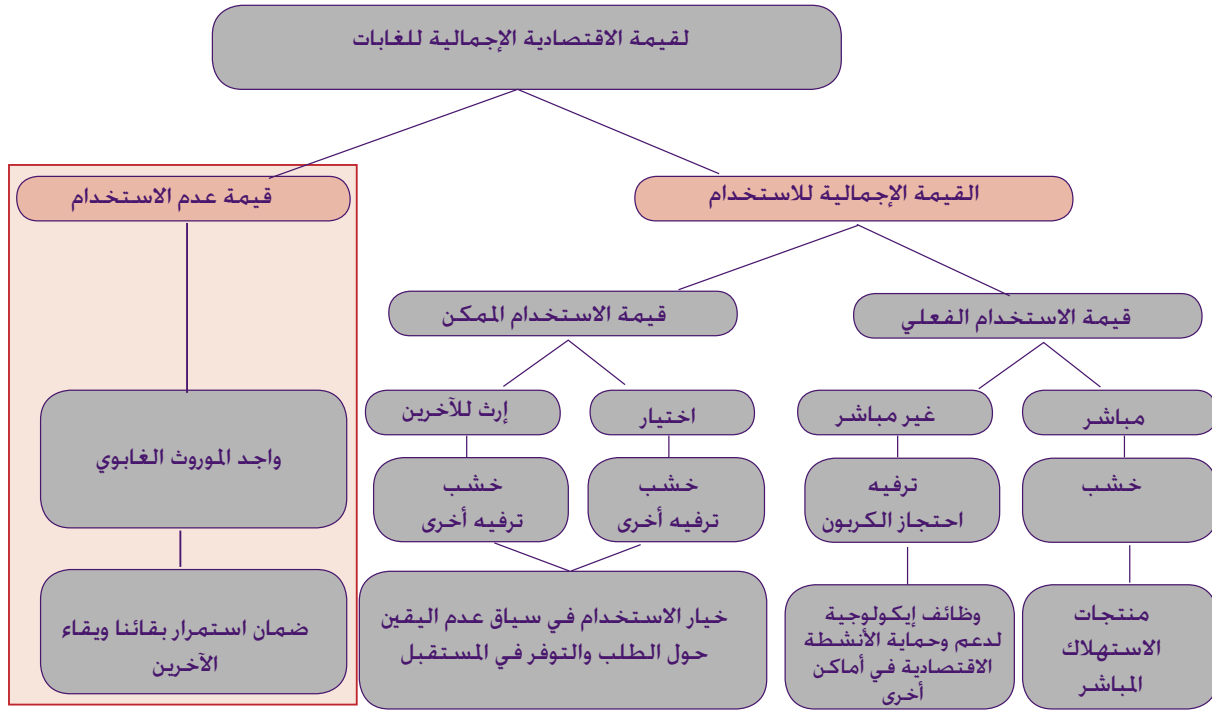 لقيمة الاقتصادية الإجمالية للغابات
القيمة الإجمالية للاستخدام
قيمة عدم الاستخدام
قيمة الاستخدام الفعلي
قيمة الاستخدام الممكن
مباشر
غير مباشر
اختيار
إرث للآخرين
خشب
ترفيه
احتجاز الكربون
خشب
ترفيه أخرى
خشب
ترفيه أخرى
واجد الموروث الغابوي
منتجات
الاستهلاك
المباشر
وظائف إيكولوجية
لدعم وحماية الأنشطة
الاقتصادية في أماكن
أخرى
خيار الاستخدام في سياق عدم اليقين
حول الطلب والتوفر في المستقبل
ضمان استمرار بقائنا وبقاء
الآخرين